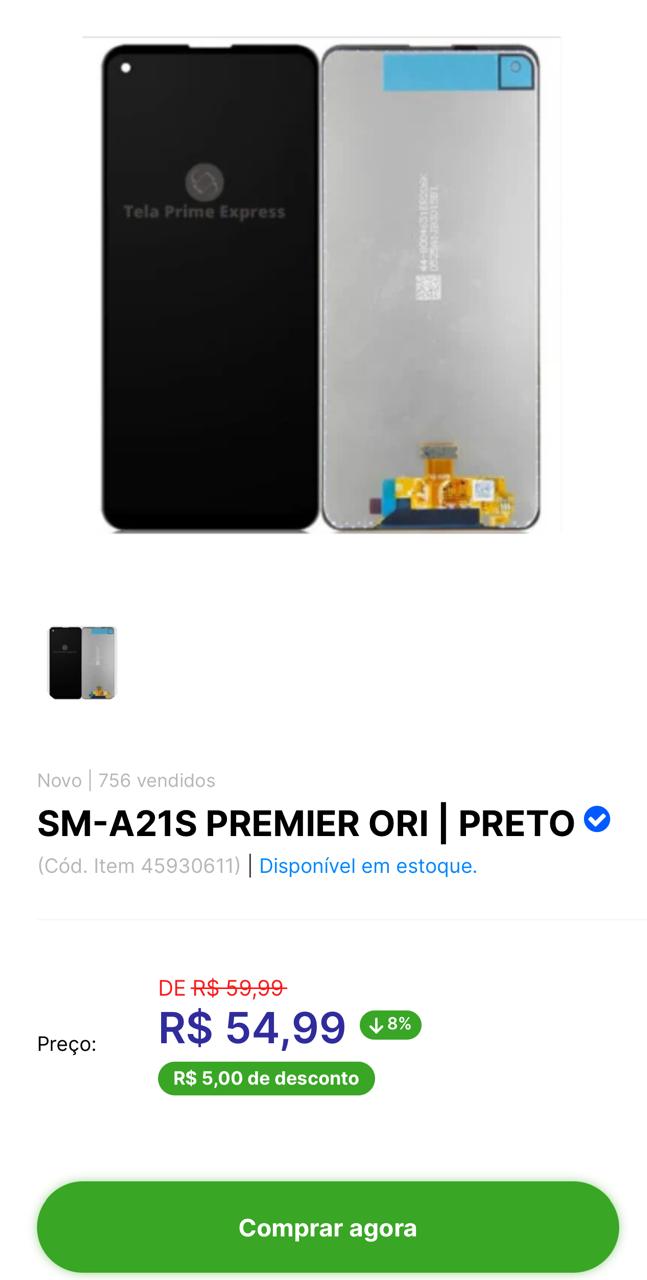 Tela Prime Express
Novo | 756 vendidos
SM-A21S PREMIER ORI | PRETO
(Cód. Item 45930611) | Disponível em estoque.
DE R$ 59,99
Preço:
R$ 54,99
8%
R$ 5,00 de desconto
Comprar agora